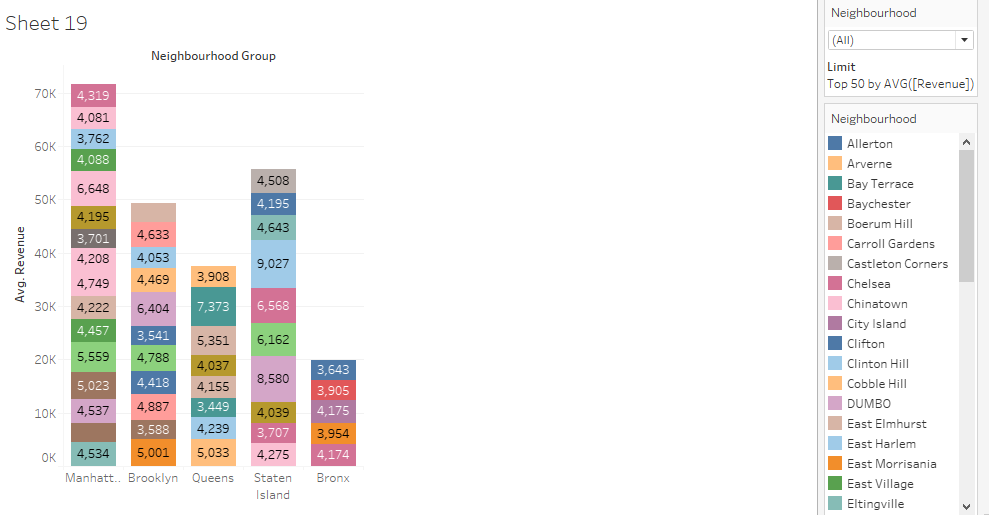 Sheet 19
Neighbourhood Group
Avg. Revenue
70K
60K
50K
40K
30K
20K
10K
0K
4,319
4,081
3,762
4,088
6,648
4,195
3,701
4,208
4,749
4,222
4,457
5,559
5,023
4,537
4,534
4,633
4,053
4,469
6,404
3,541
4,788
4,418
4,887
3,588
5,001
3,908
7,373
5,351
4,037
4,155
3,449
4,239
5,033
4,508
4,195
4,643
9,027
6,568
6,162
8,580
4,039
3,707
4,275
3,643
3,905
4,175
3,954
4,174
Manhatt..
Brooklyn
Queens
Staten
Island
Bronx
Neighbourhood
(All)
Limit
Top 50 by AVG([Revenue])
Neighbourhood
Allerton
Arverne
Bay Terrace
Baychester
Boerum Hill
Carroll Gardens
Castleton Corners
Chelsea
Chinatown
City Island
Clifton
Clinton Hill
Cobble Hill
DUMBO
East Elmhurst
East Harlem
East Morrisania
East Village
Eltingville